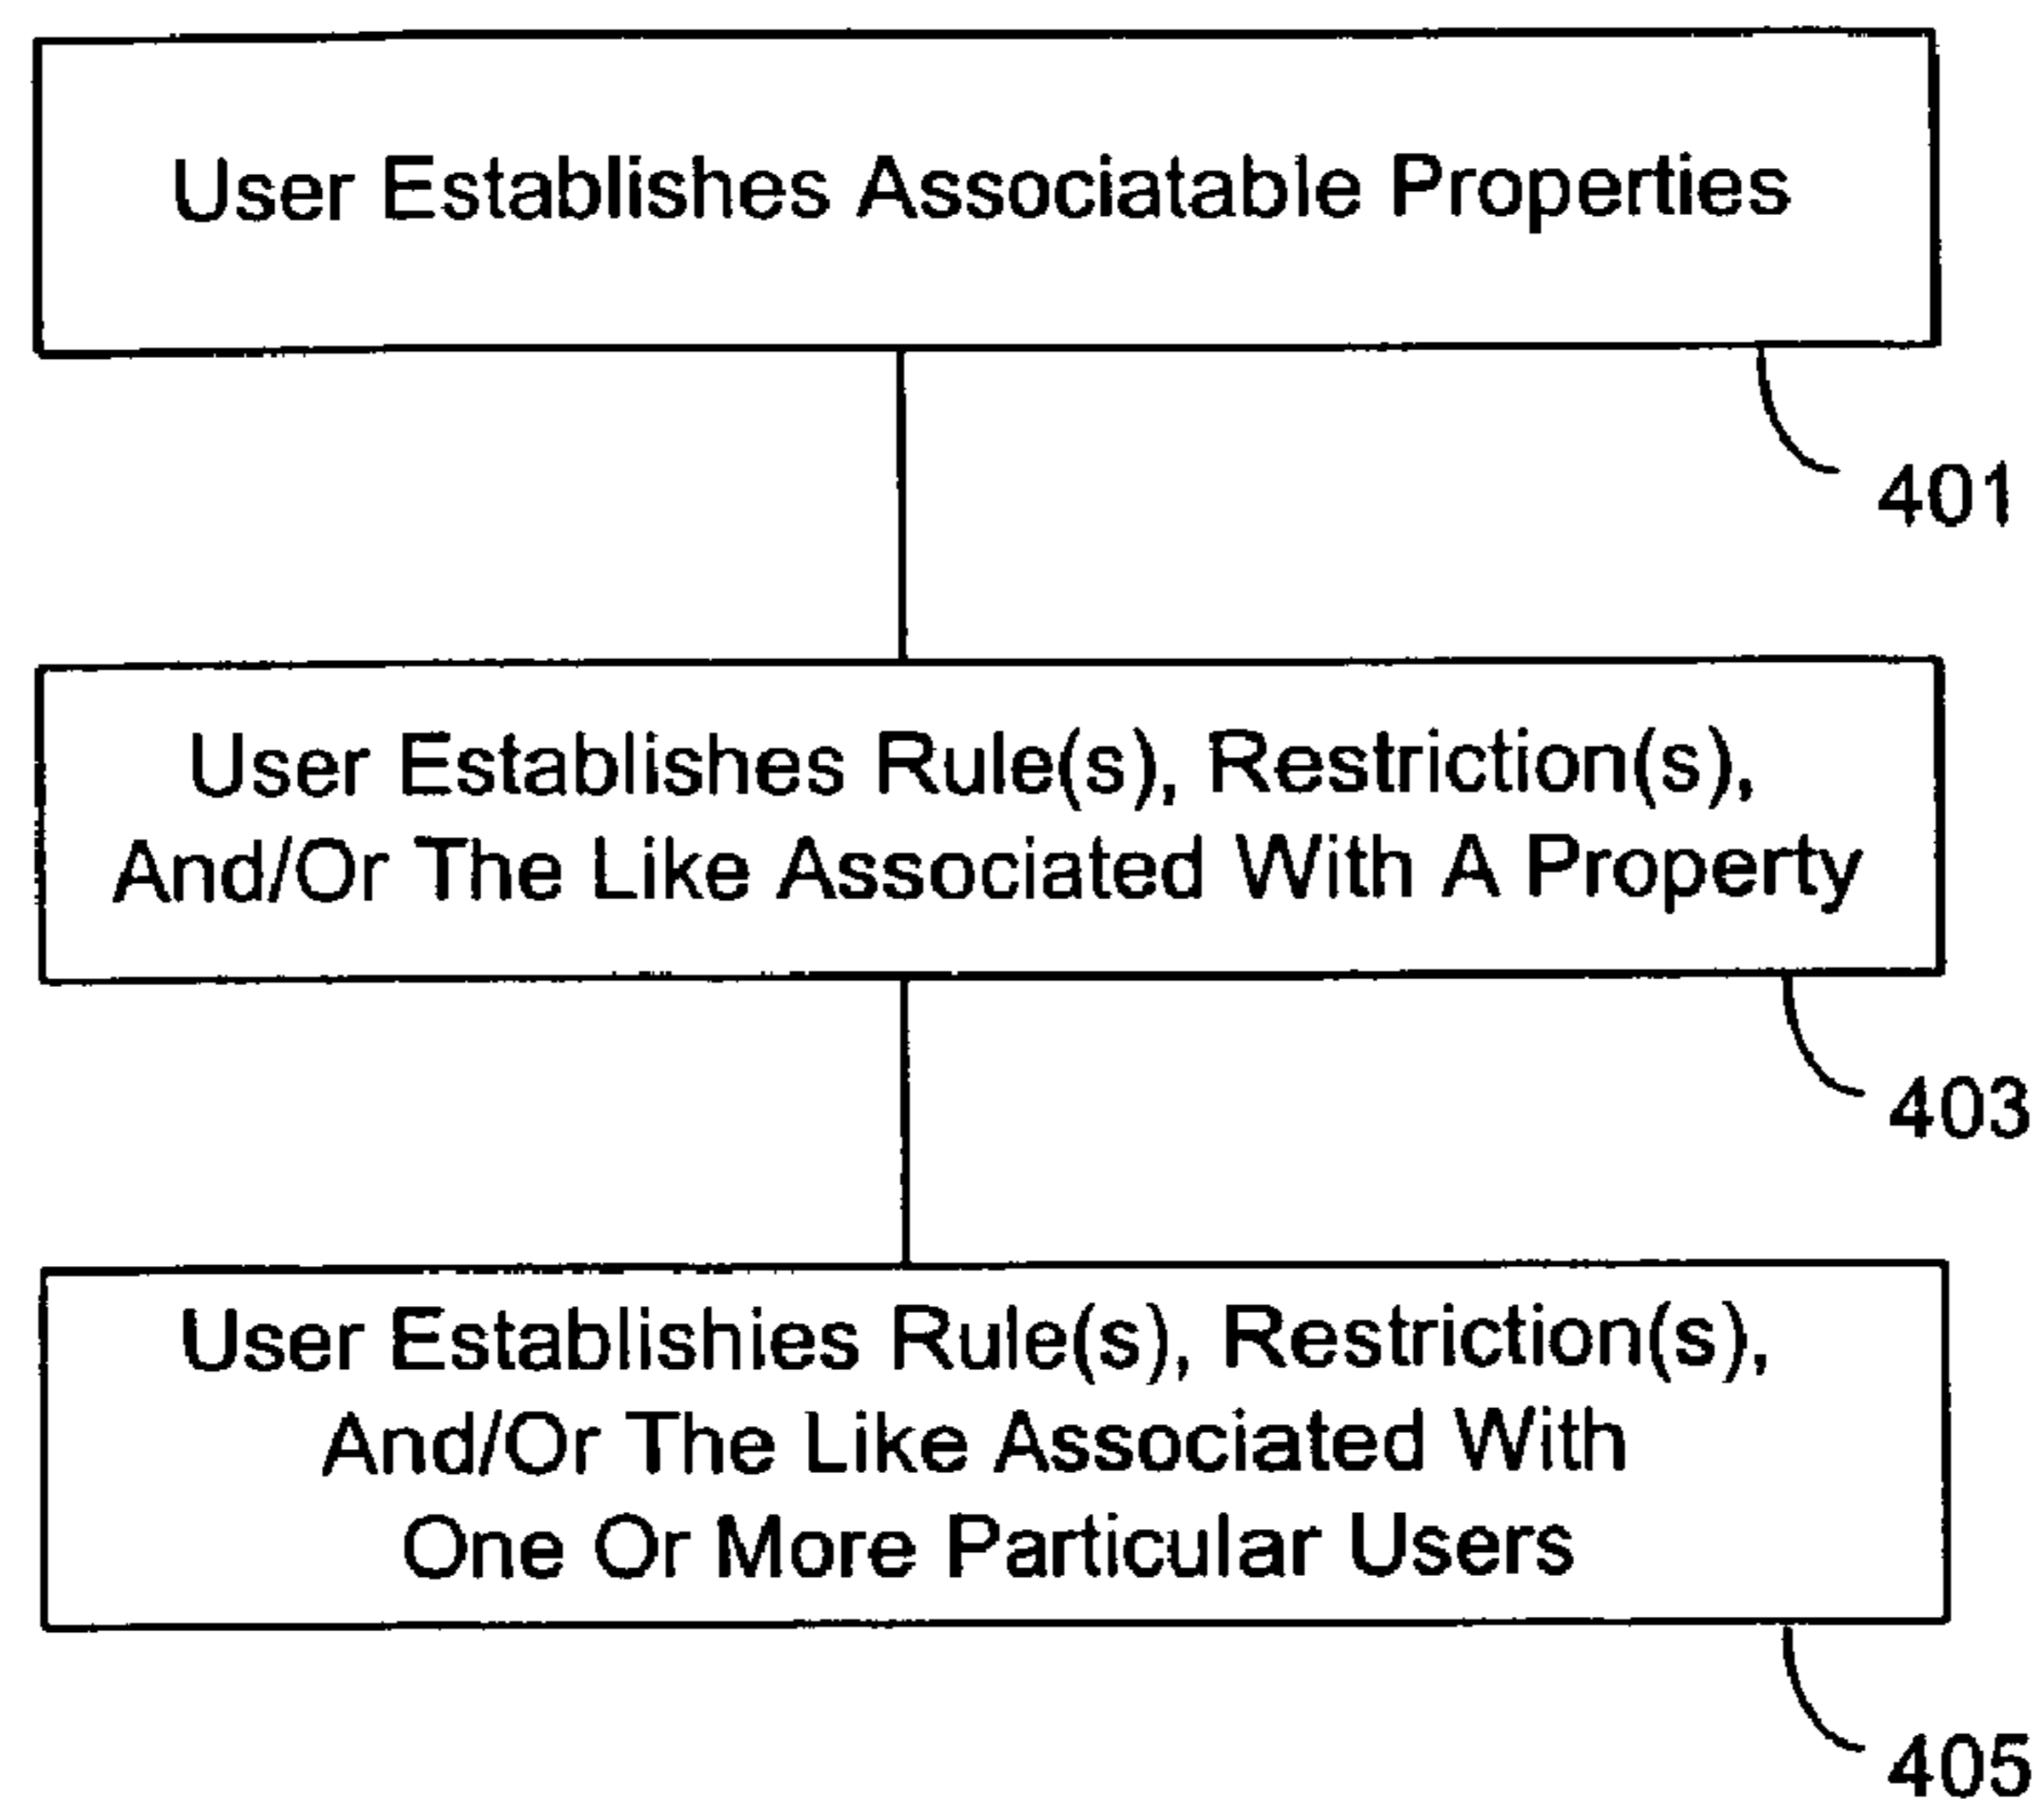 User Establishes Associatable Properties
401
User Establishes Rule(s), Restriction(s),
And/Or The Like Associated With A Property
403
User Establishies Rule(s), Restriction(s),
And/Or The Like Associated With
One Or More Particular Users
405